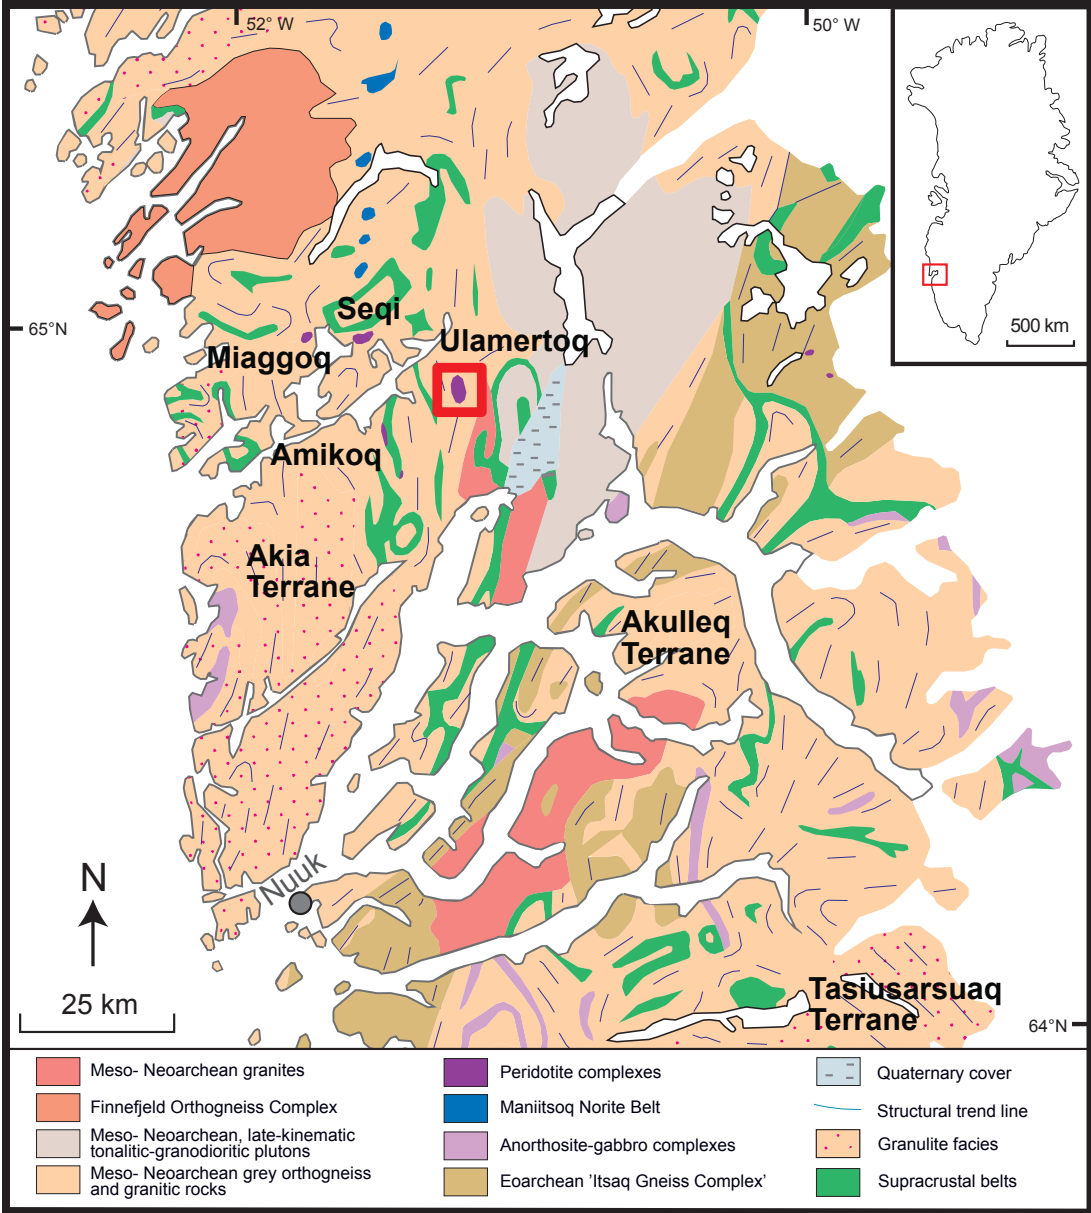 52° W
50° W
500 km
65°N
Seqi
Ulamertoq
Miaggoq
Amikoq
Akia
Terrane
Akulleq
Terrane
Nuuk
N
25 km
Tasiusarsuaq
Terrane
64°N
Meso- Neoarchean granites
Finnefjeld Orthogneiss Complex
Meso- Neoarchean, late-kinematic
tonalitic-granodioritic plutons
Meso- Neoarchean grey orthogneiss
and granitic rocks
Peridotite complexes
Maniitsoq Norite Belt
Anorthosite-gabbro complexes
Eoarchean ’Itsaq Gneiss Complex’
Quaternary cover
Structural trend line
Granulite facies
Supracrustal belts